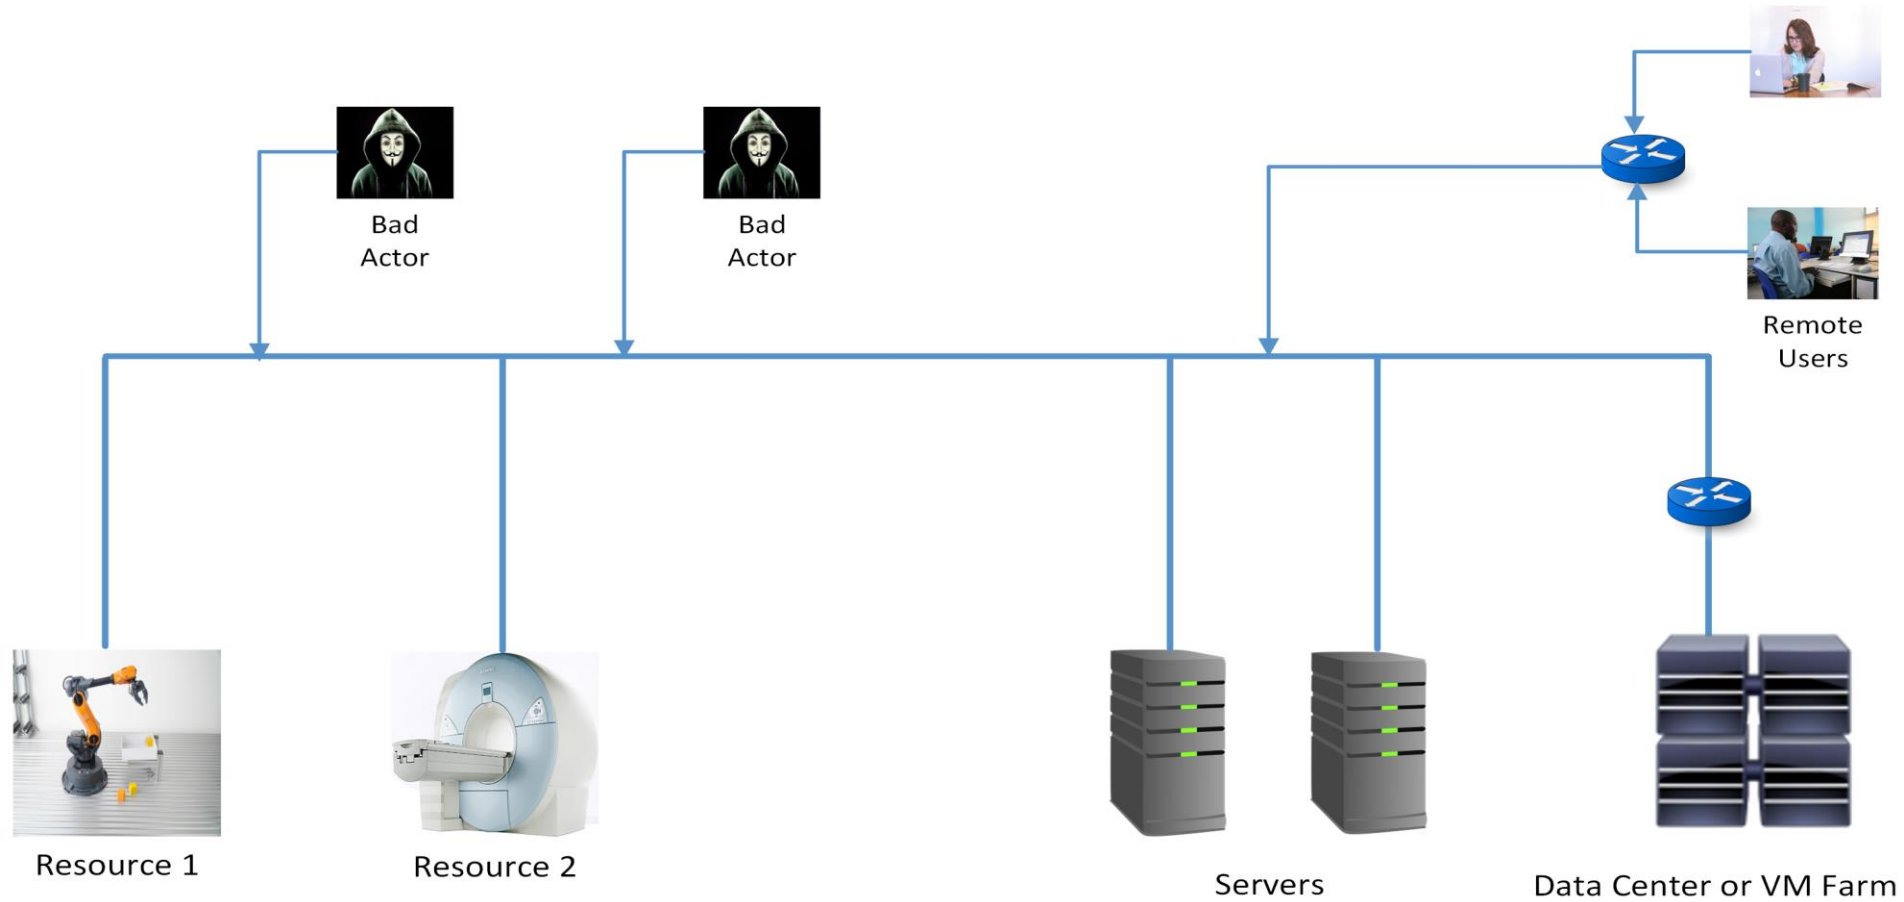 Bad
Actor
Bad
Actor
Remote
Users
Resource 1
Resource 2
Servers
Data Center or VM Farm